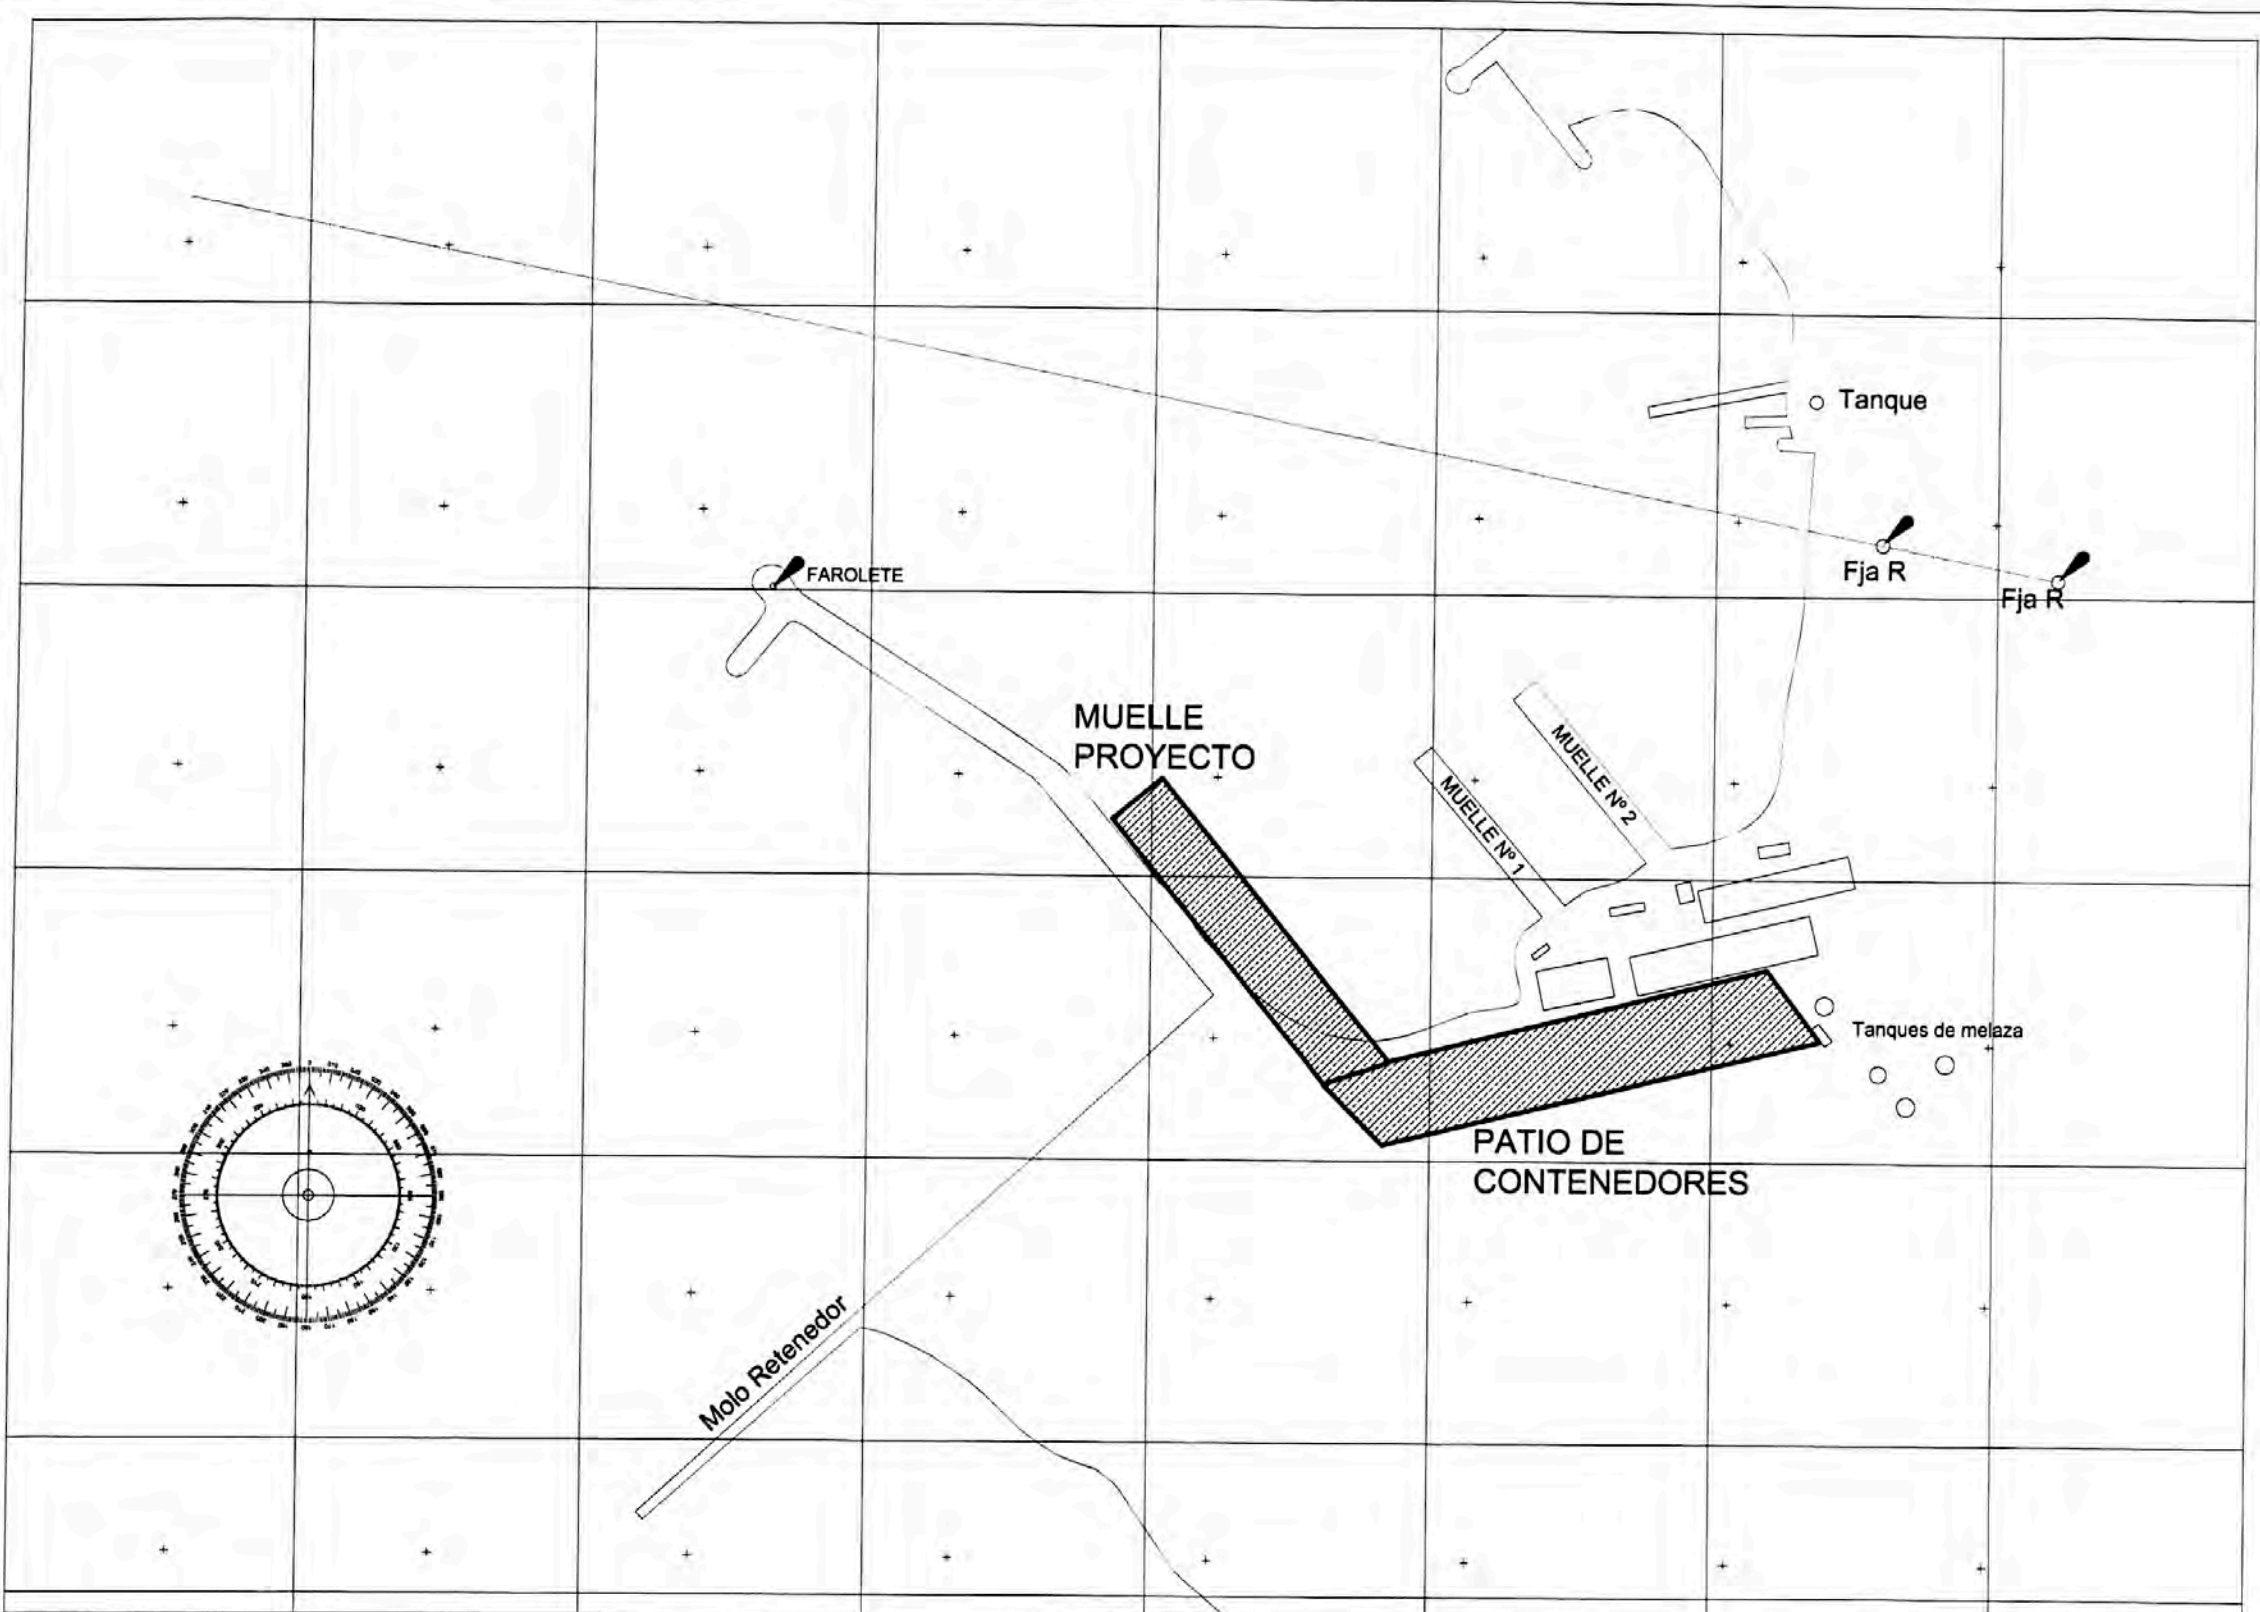 Tanque
Fja R
Fja R
FAROLETE
MUELLE
PROYECTO
MUELLE Nº 2
MUELLE Nº 1
Tanques de melaza
PATIO DE
CONTENEDORES
Molo Retenedor